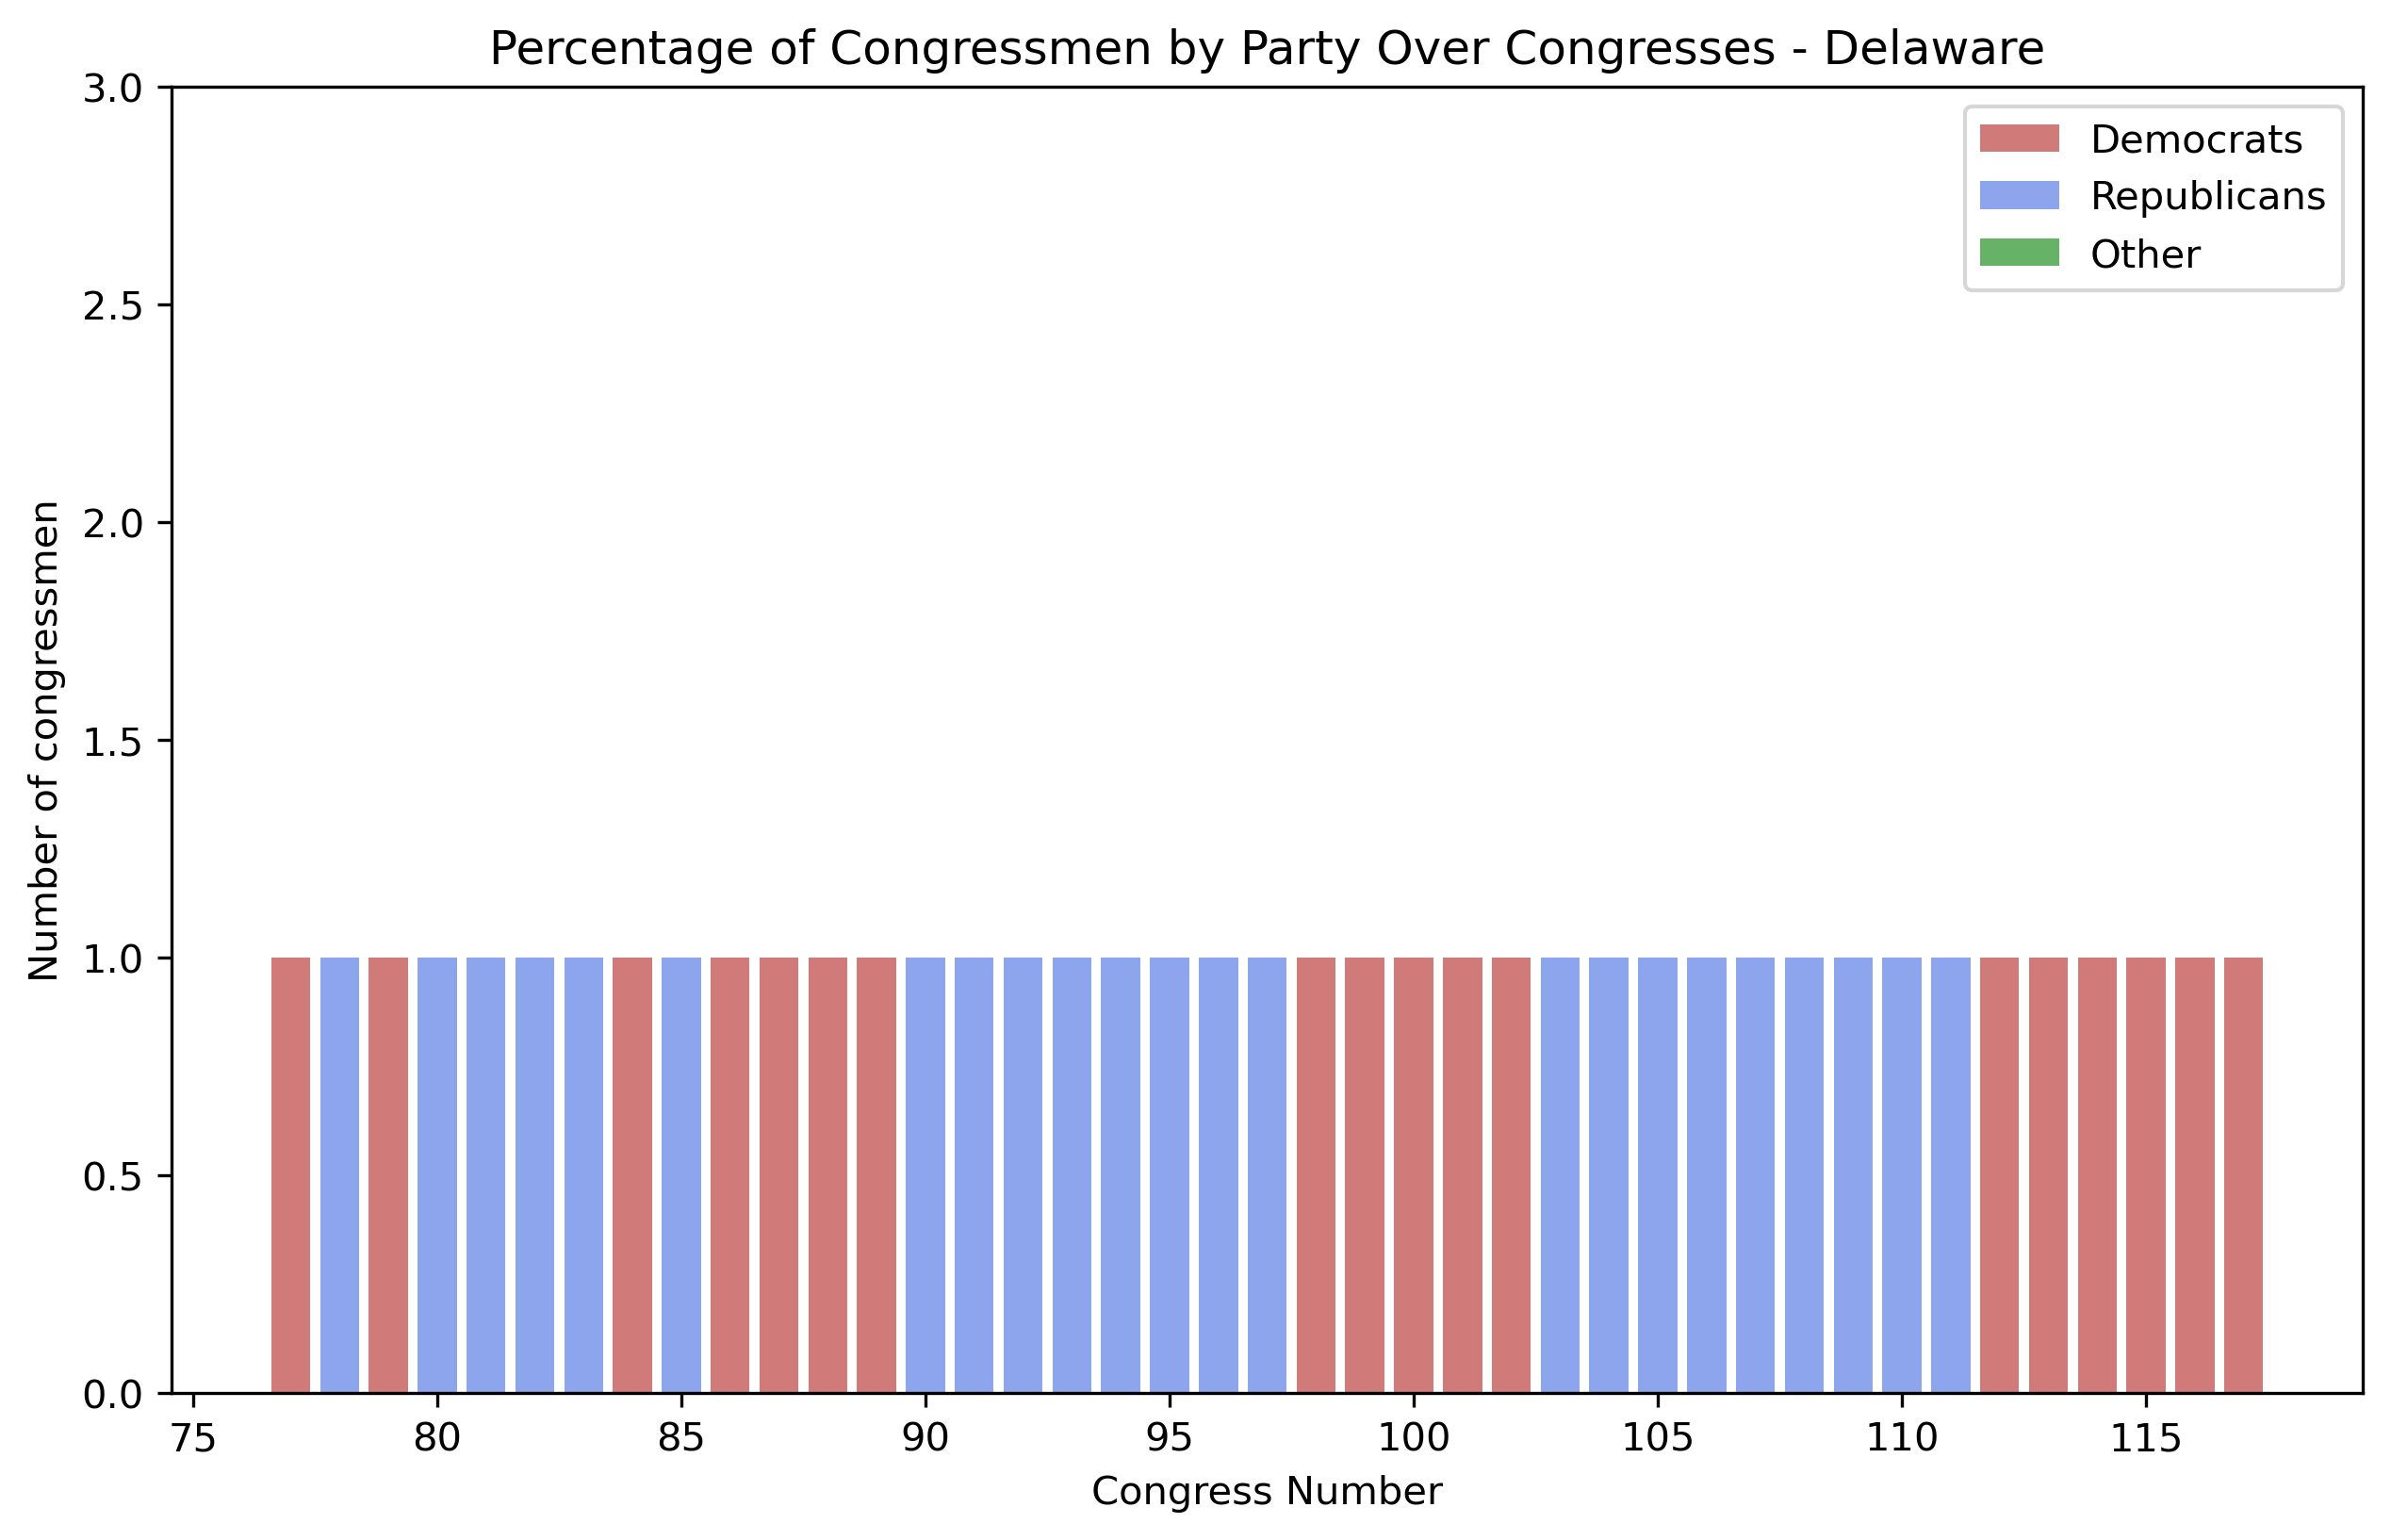 Percentage of Congressmen by Party Over Congresses - Delaware
3.0
2.5
2.0
1.5
1.0
0.5
0.0
Number of congressmen
Democrats
Republicans
Other
75 80 85 90 95 100 105 110 115
Congress Number